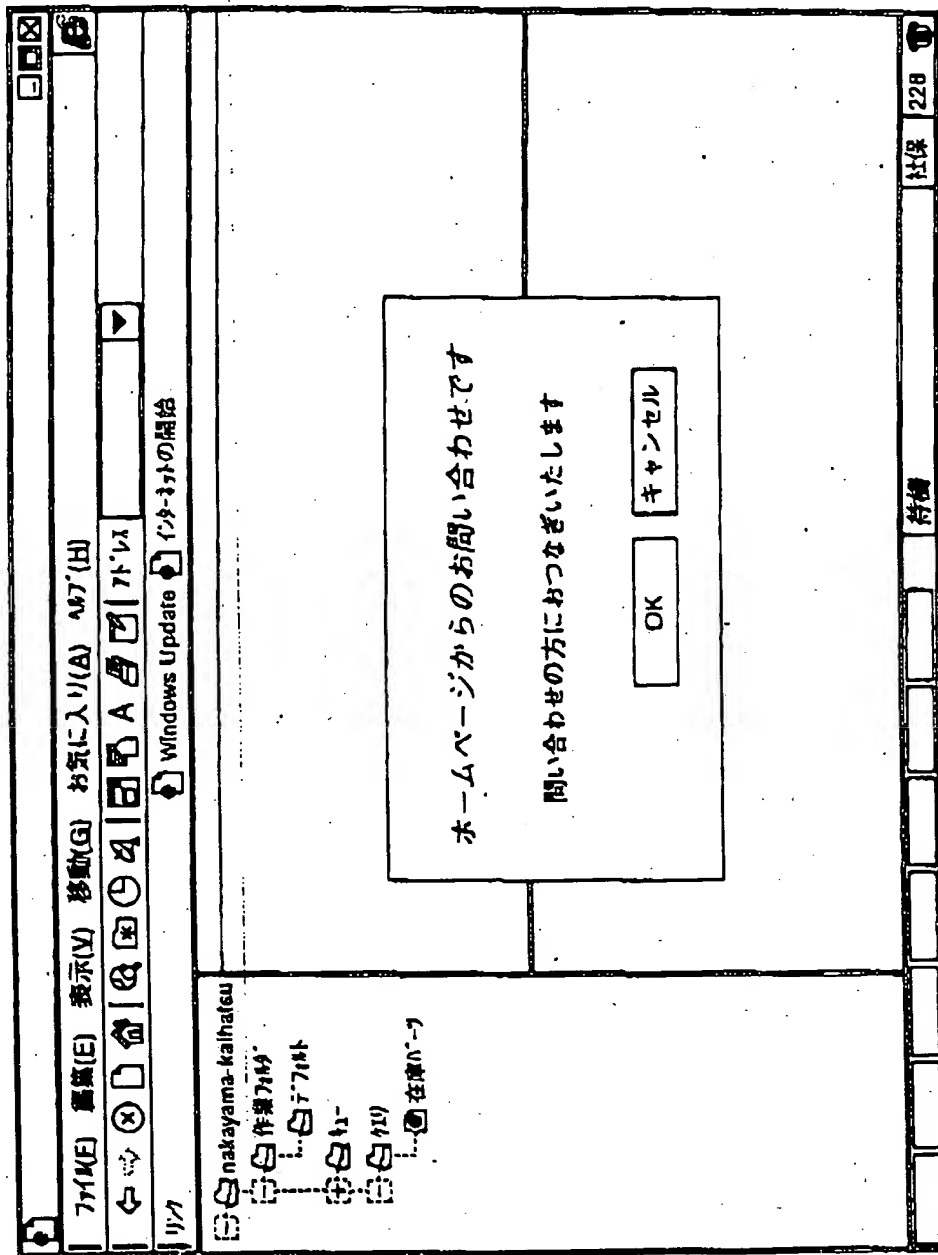 ファイル(F) 編集(E) 表示(V) 移動(G) お気に入り(A) ヘルプ(H)
アドレス
リンク Windows Update インターネットの開始
nakayama-kaihatsu
作業フォルダ
デフォルト
キュー
クエリ
在庫ページ
ホームページからのお問い合わせです
問い合わせの方におつなぎいたします
OK キャンセル
待機 社保 228